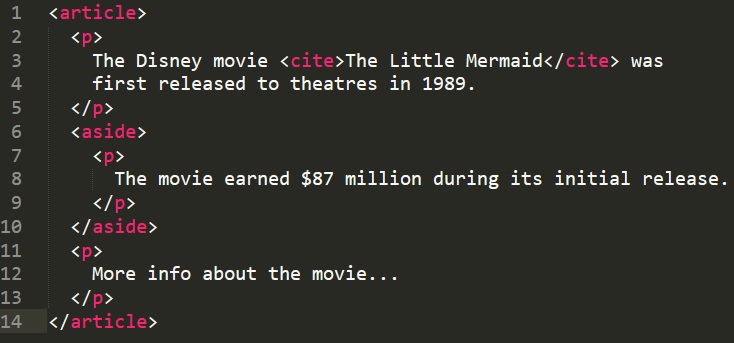 1 <article>
2 <p>
3 The Disney movie <cite>The Little Mermaid</cite> was
4 first released to theatres in 1989.
5 </p>
6 <aside>
7 <p>
8 The movie earned $87 million during its initial release.
9 </p>
10 </aside>
11 <p>
12 More info about the movie...
13 </p>
14 </article>